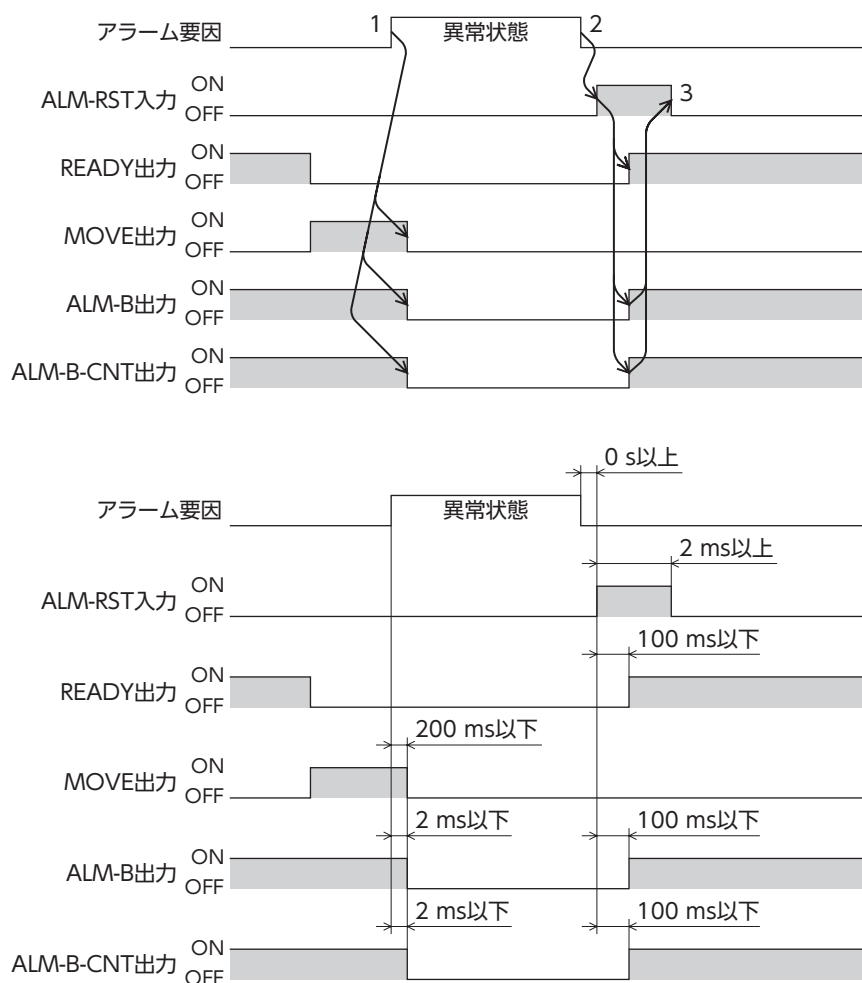 アラーム要因 1 異常状態 2
ALM-RST入力 ON OFF 3
READY出力 ON OFF
MOVE出力 ON OFF
ALM-B出力 ON OFF
ALM-B-CNT出力 ON OFF
0 s以上
アラーム要因 異常状態
2 ms以上
ALM-RST入力 ON OFF
100 ms以下
READY出力 ON OFF
200 ms以下
MOVE出力 ON OFF
2 ms以下 100 ms以下
ALM-B出力 ON OFF
2 ms以下 100 ms以下
ALM-B-CNT出力 ON OFF